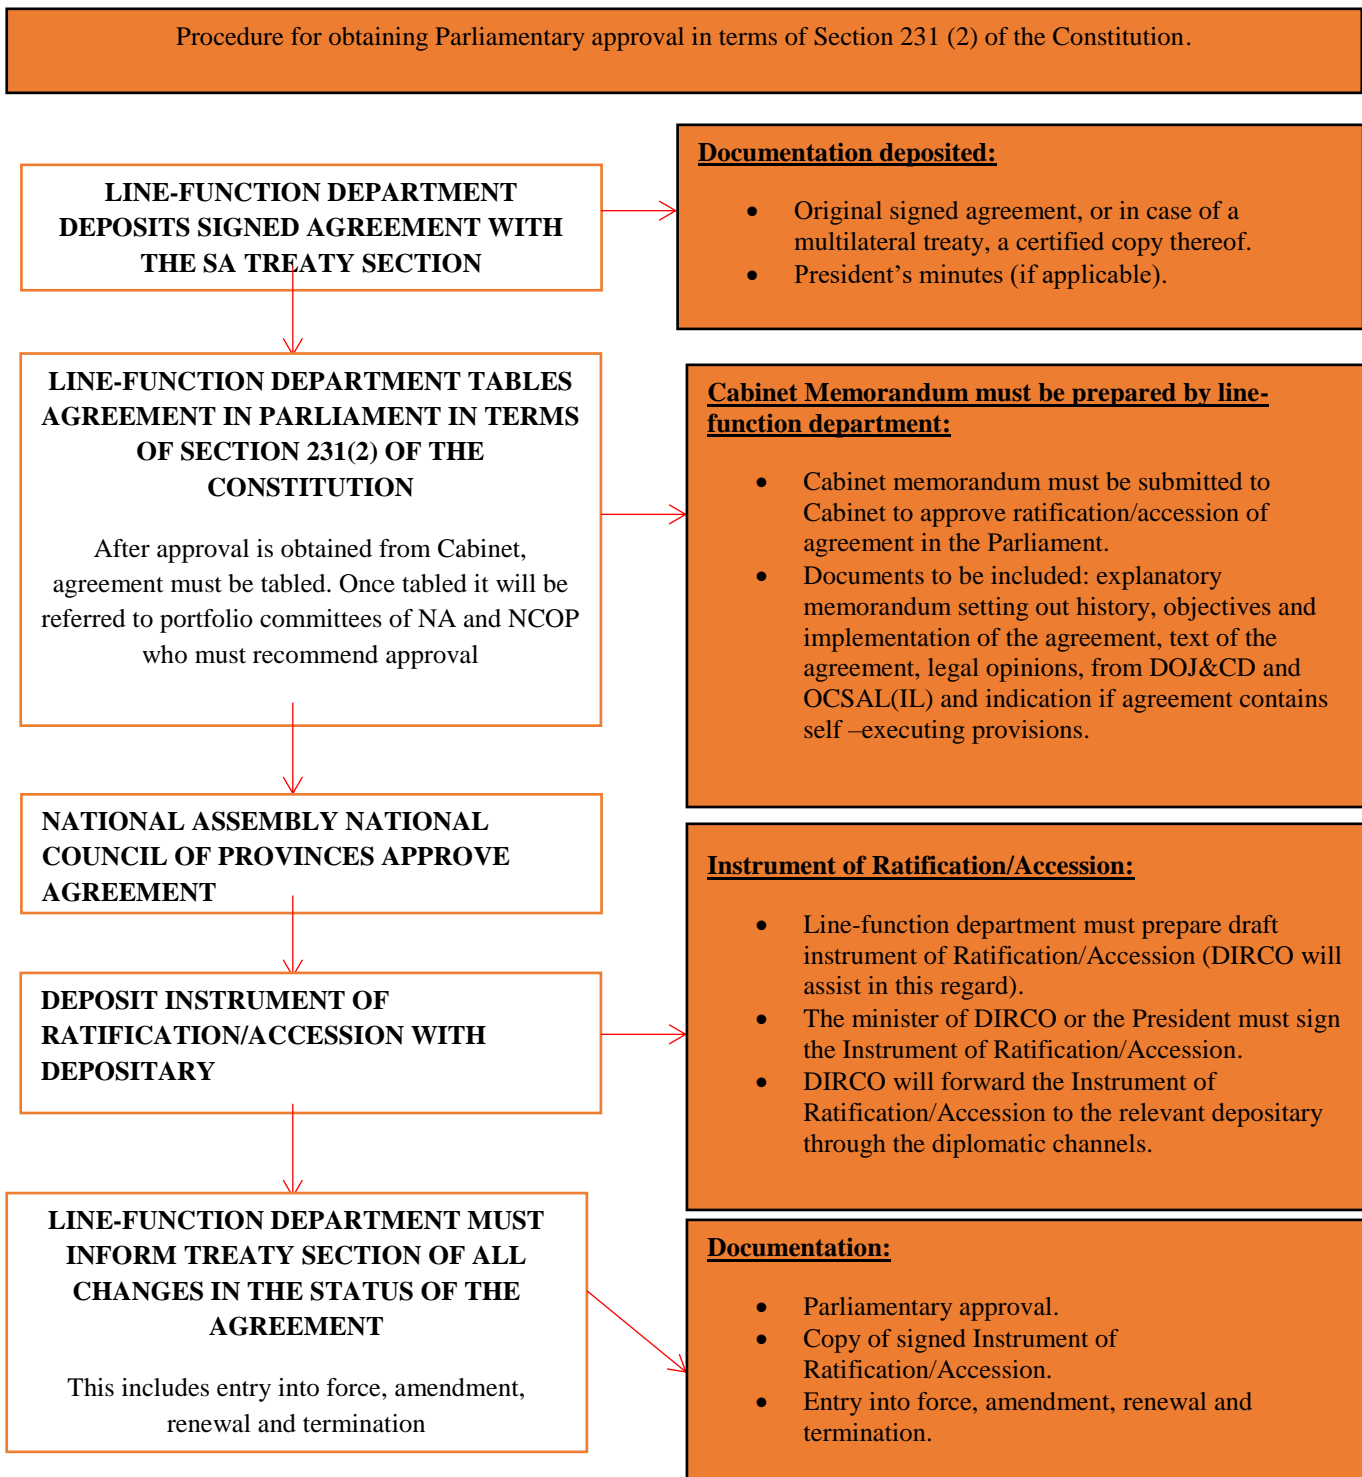 Procedure for obtaining Parliamentary approval in terms of Section 231 (2) of the Constitution.
LINE-FUNCTION DEPARTMENT
DEPOSITS SIGNED AGREEMENT WITH
THE SA TREATY SECTION
Documentation deposited:
• Original signed agreement, or in case of a
multilateral treaty, a certified copy thereof.
• President’s minutes (if applicable).
LINE-FUNCTION DEPARTMENT TABLES
AGREEMENT IN PARLIAMENT IN TERMS
OF SECTION 231(2) OF THE
CONSTITUTION
After approval is obtained from Cabinet,
agreement must be tabled. Once tabled it will be
referred to portfolio committees of NA and NCOP
who must recommend approval
Cabinet Memorandum must be prepared by line-
function department:
• Cabinet memorandum must be submitted to
Cabinet to approve ratification/accession of
agreement in the Parliament.
• Documents to be included: explanatory
memorandum setting out history, objectives and
implementation of the agreement, text of the
agreement, legal opinions, from DOJ&CD and
OCSAL(IL) and indication if agreement contains
self –executing provisions.
NATIONAL ASSEMBLY NATIONAL
COUNCIL OF PROVINCES APPROVE
AGREEMENT
DEPOSIT INSTRUMENT OF
RATIFICATION/ACCESSION WITH
DEPOSITARY
Instrument of Ratification/Accession:
• Line-function department must prepare draft
instrument of Ratification/Accession (DIRCO will
assist in this regard).
• The minister of DIRCO or the President must sign
the Instrument of Ratification/Accession.
• DIRCO will forward the Instrument of
Ratification/Accession to the relevant depositary
through the diplomatic channels.
LINE-FUNCTION DEPARTMENT MUST
INFORM TREATY SECTION OF ALL
CHANGES IN THE STATUS OF THE
AGREEMENT
This includes entry into force, amendment,
renewal and termination
Documentation:
• Parliamentary approval.
• Copy of signed Instrument of
Ratification/Accession.
• Entry into force, amendment, renewal and
termination.